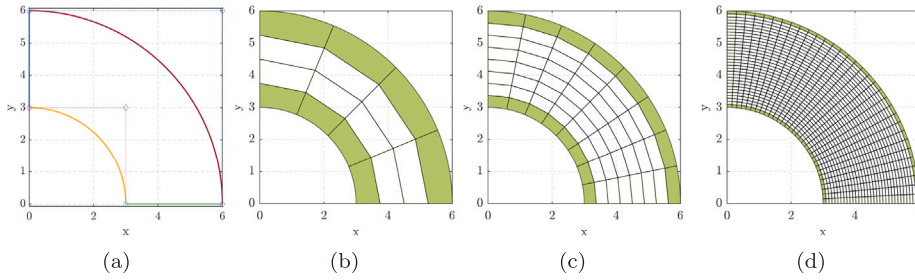 6 6 6 6
5 5 5 5
4 4 4 4
y 3 y 3 y 3 y 3
2 2 2 2
1 1 1 1
0 0 0 0
0 2 4 6 0 2 4 6 0 2 4 6 0 2 4
x x x x
(a) (b) (c) (d)